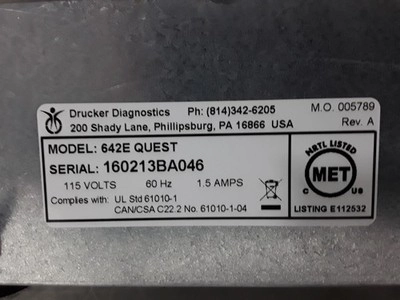 Drucker Diagnostics Ph: (814)342-6205 M.O. 005789
200 Shady Lane, Phillipsburg, PA 16866 USA Rev. A
MODEL: 642E QUEST
SERIAL: 160213BA046
115 VOLTS 60 Hz 1.5 AMPS
Complies with: UL Std 61010-1
CAN/CSA C22.2 No. 61010-1-04
NRTL LISTED
MET
C US
LISTING E112532